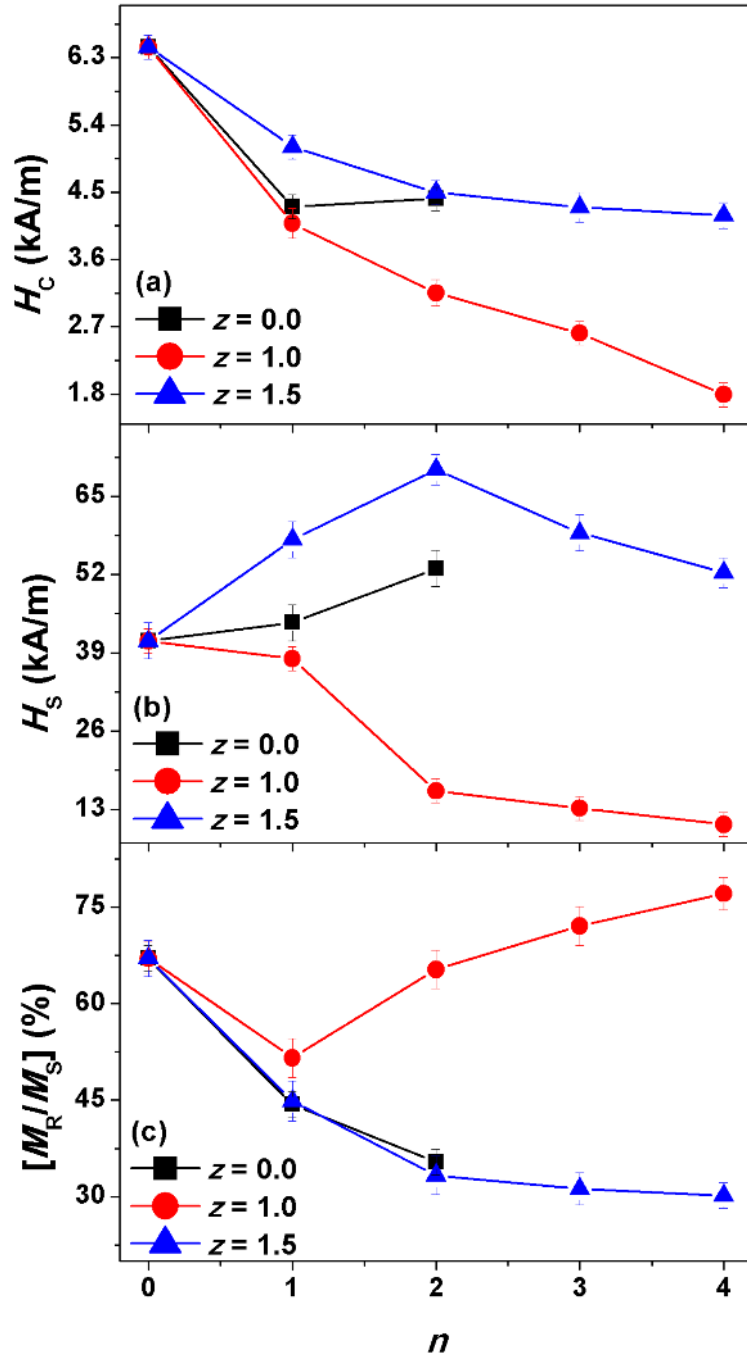 6.3
5.4
4.5
3.6
2.7
1.8
H_C (kA/m)
(a)
z = 0.0
z = 1.0
z = 1.5
65
52
39
26
13
H_S (kA/m)
(b)
z = 0.0
z = 1.0
z = 1.5
75
60
45
30
[M_R/M_S] (%)
(c)
z = 0.0
z = 1.0
z = 1.5
0 1 2 3 4
n